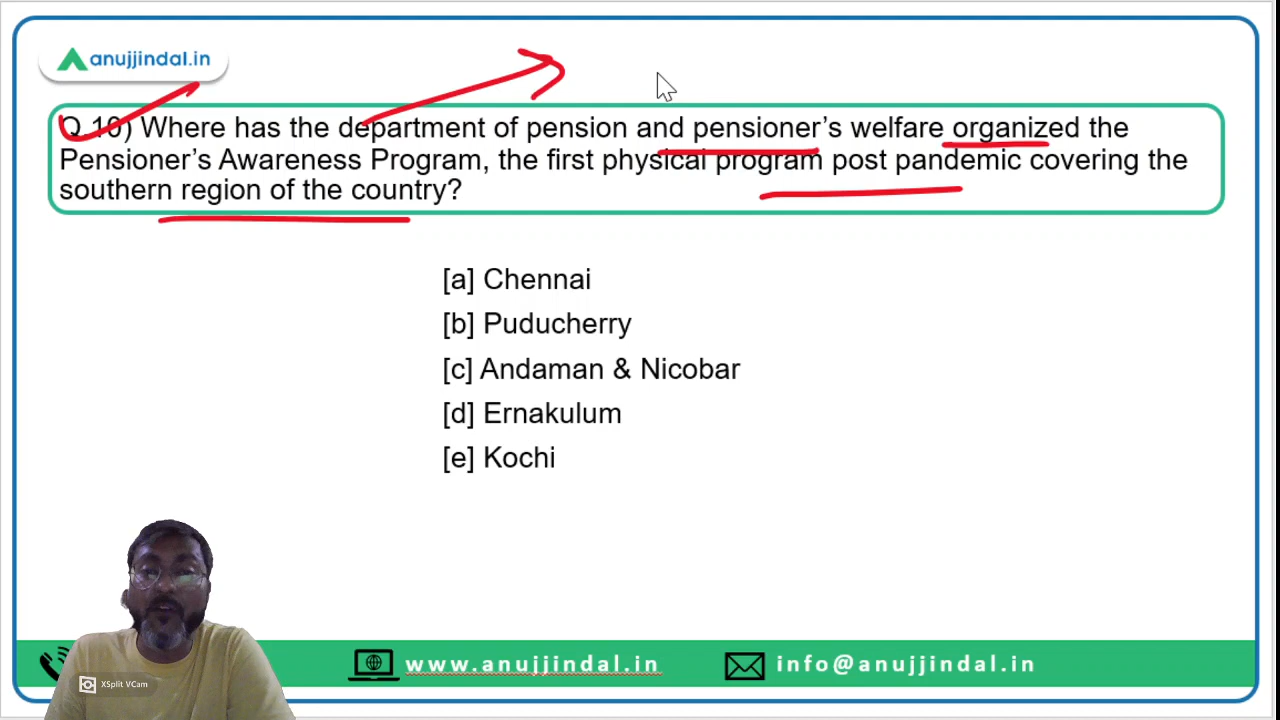 anujjindal.in
Q.10) Where has the department of pension and pensioner's welfare organized the
Pensioner's Awareness Program, the first physical program post pandemic covering the
southern region of the country?
[a] Chennai
[b] Puducherry
[c] Andaman & Nicobar
[d] Ernakulum
[e] Kochi
www.anujjindal.in
info@anujjindal.in
XSplit VCam